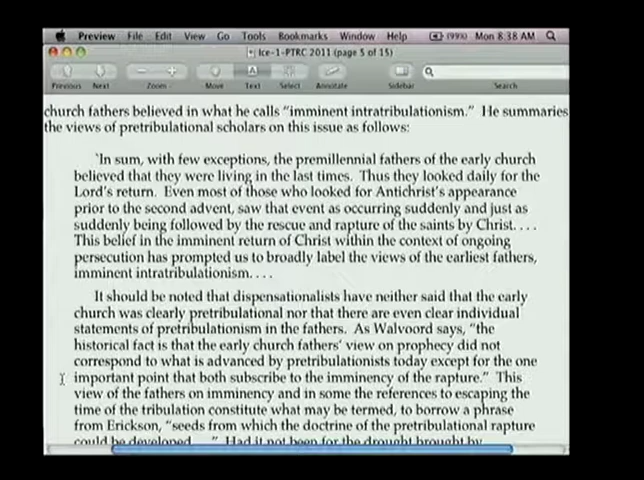 Preview File Edit View Go Tools Bookmarks Window Help Mon 8:38 AM
Ice-1-PTRC 2011 (page 5 of 15)
Previous Next Zoom Move Text Select Annotate Sidebar Search
church fathers believed in what he calls “imminent intratribulationism.” He summaries
the views of pretribulational scholars on this issue as follows:
‘In sum, with few exceptions, the premillennial fathers of the early church
believed that they were living in the last times. Thus they looked daily for the
Lord’s return. Even most of those who looked for Antichrist’s appearance
prior to the second advent, saw that event as occurring suddenly and just as
suddenly being followed by the rescue and rapture of the saints by Christ. . . .
This belief in the imminent return of Christ within the context of ongoing
persecution has prompted us to broadly label the views of the earliest fathers,
imminent intratribulationism. . . .
It should be noted that dispensationalists have neither said that the early
church was clearly pretribulational nor that there are even clear individual
statements of pretribulationism in the fathers. As Walvoord says, “the
historical fact is that the early church fathers’ view on prophecy did not
correspond to what is advanced by pretribulationists today except for the one
important point that both subscribe to the imminency of the rapture.” This
view of the fathers on imminency and in some the references to escaping the
time of the tribulation constitute what may be termed, to borrow a phrase
from Erickson, “seeds from which the doctrine of the pretribulational rapture
could be developed. . . .” Had it not been for the drought brought by